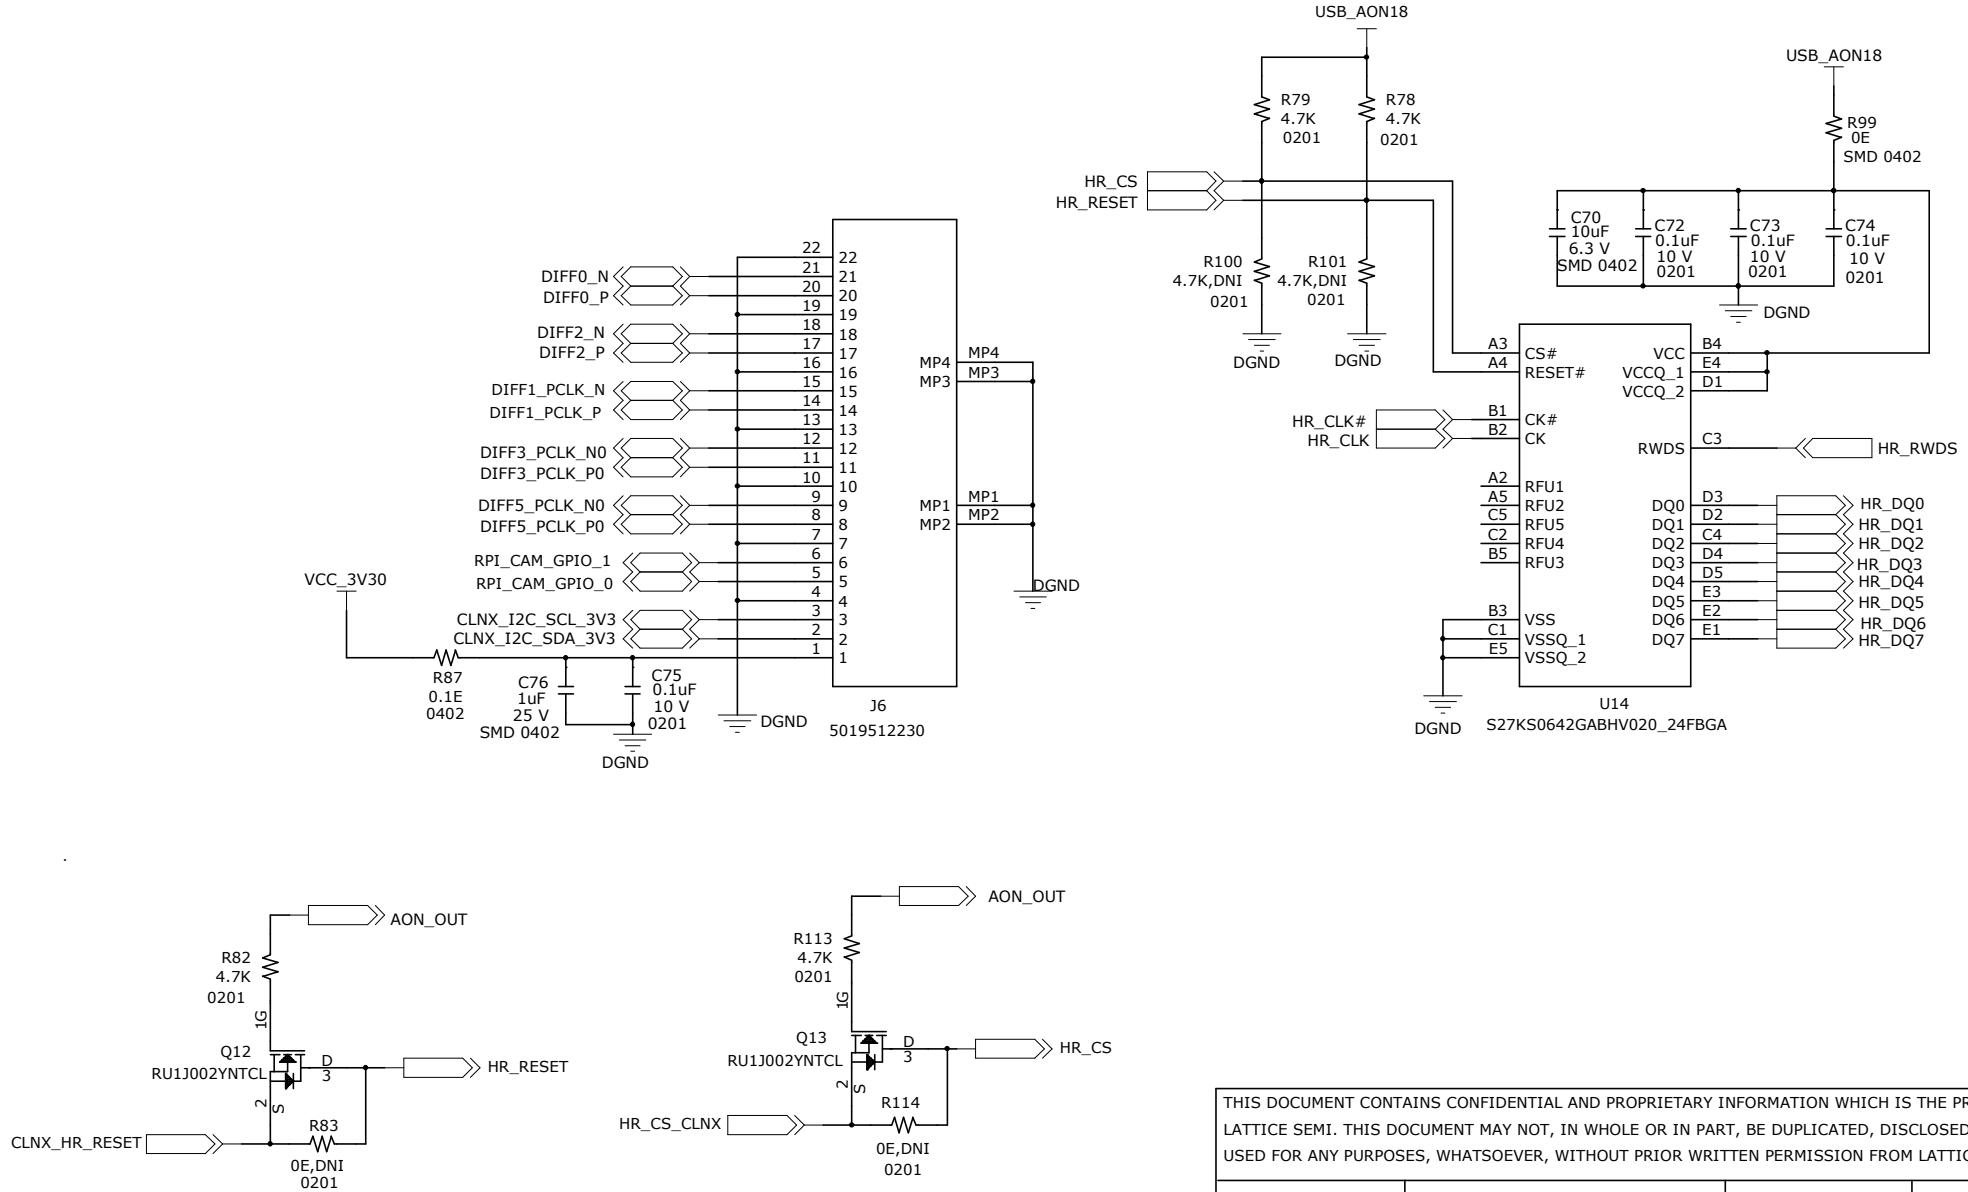 USB_AON18
R79
4.7K
0201
R78
4.7K
0201
HR_CS
HR_RESET
R100
4.7K,DNI
0201
DGND
R101
4.7K,DNI
0201
DGND
USB_AON18
R99
0E
SMD 0402
C70
10uF
6.3 V
SMD 0402
C72
0.1uF
10 V
0201
C73
0.1uF
10 V
0201
C74
0.1uF
10 V
0201
DGND
DIFF0_N
DIFF0_P
DIFF2_N
DIFF2_P
DIFF1_PCLK_N
DIFF1_PCLK_P
DIFF3_PCLK_N0
DIFF3_PCLK_P0
DIFF5_PCLK_N0
DIFF5_PCLK_P0
RPI_CAM_GPIO_1
RPI_CAM_GPIO_0
CLNX_I2C_SCL_3V3
CLNX_I2C_SDA_3V3
22 22
21 21
20 20
19 19
18 18
17 17
16 16
15 15
14 14
13 13
12 12
11 11
10 10
9 9
8 8
7 7
6 6
5 5
4 4
3 3
2 2
1 1
MP4 MP4
MP3 MP3
MP1 MP1
MP2 MP2
DGND
J6
5019512230
VCC_3V30
R87
0.1E
0402
C76
1uF
25 V
SMD 0402
C75
0.1uF
10 V
0201
DGND
DGND
A3 CS#
A4 RESET#
HR_CLK# B1 CK#
HR_CLK B2 CK
A2 RFU1
A5 RFU2
C5 RFU5
C2 RFU4
B5 RFU3
B3 VSS
C1 VSSQ_1
E5 VSSQ_2
DGND
VCC B4
VCCQ_1 E4
VCCQ_2 D1
RWDS C3 HR_RWDS
DQ0 D3 HR_DQ0
DQ1 D2 HR_DQ1
DQ2 C4 HR_DQ2
DQ3 D4 HR_DQ3
DQ4 D5 HR_DQ4
DQ5 E3 HR_DQ5
DQ6 E2 HR_DQ6
DQ7 E1 HR_DQ7
U14
S27KS0642GABHV020_24FBGA
AON_OUT
R82
4.7K
0201
1G
Q12
RU1J002YNTCL
D
3
HR_RESET
2
S
CLNX_HR_RESET
R83
0E,DNI
0201
AON_OUT
R113
4.7K
0201
1G
Q13
RU1J002YNTCL
D
3
HR_CS
2
S
HR_CS_CLNX
R114
0E,DNI
0201
THIS DOCUMENT CONTAINS CONFIDENTIAL AND PROPRIETARY INFORMATION WHICH IS THE PR
LATTICE SEMI. THIS DOCUMENT MAY NOT, IN WHOLE OR IN PART, BE DUPLICATED, DISCLOSED
USED FOR ANY PURPOSES, WHATSOEVER, WITHOUT PRIOR WRITTEN PERMISSION FROM LATTIC